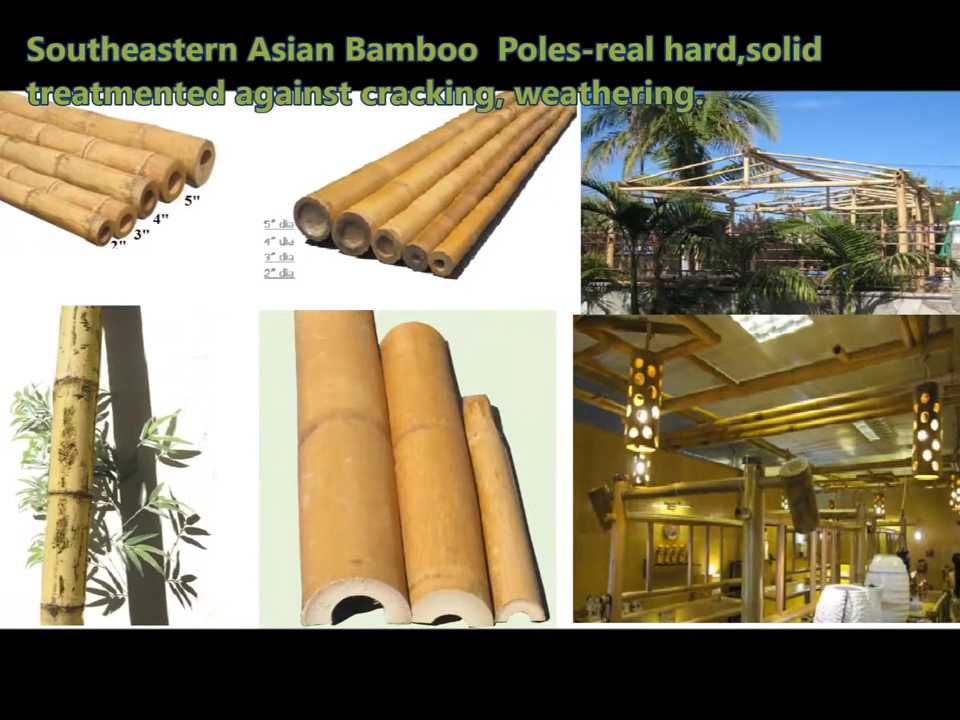 Southeastern Asian Bamboo  Poles-real hard,solid
treatmented against cracking, weathering.
5"
4"
3"
2"
5" dia
4" dia
3" dia
2" dia